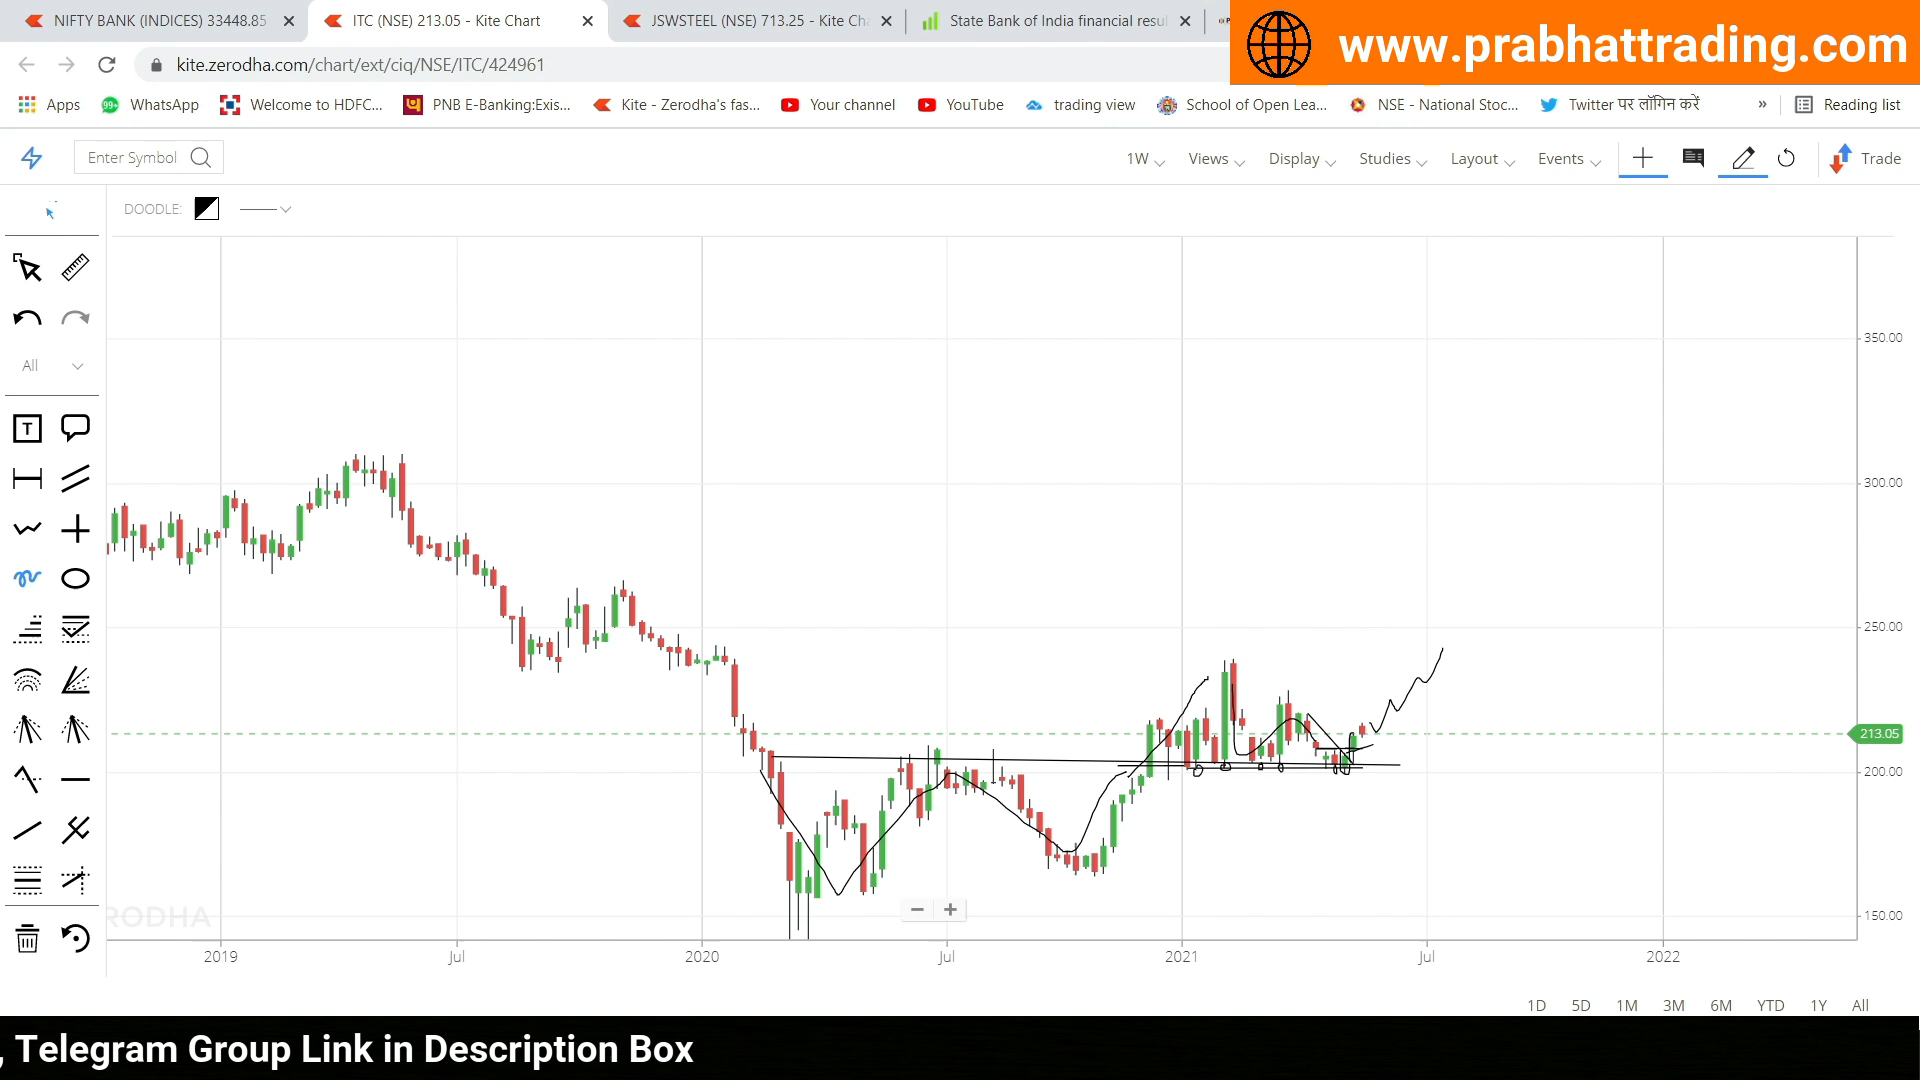 NIFTY BANK (INDICES) 33448.85
ITC (NSE) 213.05 - Kite Chart
JSWSTEEL (NSE) 713.25 - Kite Cha
State Bank of India financial resul
www.prabhattrading.com
kite.zerodha.com/chart/ext/ciq/NSE/ITC/424961
Apps
99+
WhatsApp
Welcome to HDFC...
PNB E-Banking:Exis...
Kite - Zerodha's fas...
Your channel
YouTube
trading view
School of Open Lea...
NSE - National Stoc...
Twitter पर लॉगिन करें
»
Reading list
Enter Symbol
1W
Views
Display
Studies
Layout
Events
Trade
DOODLE:
All
T
350.00
300.00
250.00
213.05
200.00
150.00
RODHA
2019
Jul
2020
Jul
2021
Jul
2022
1D 5D 1M 3M 6M YTD 1Y All
, Telegram Group Link in Description Box